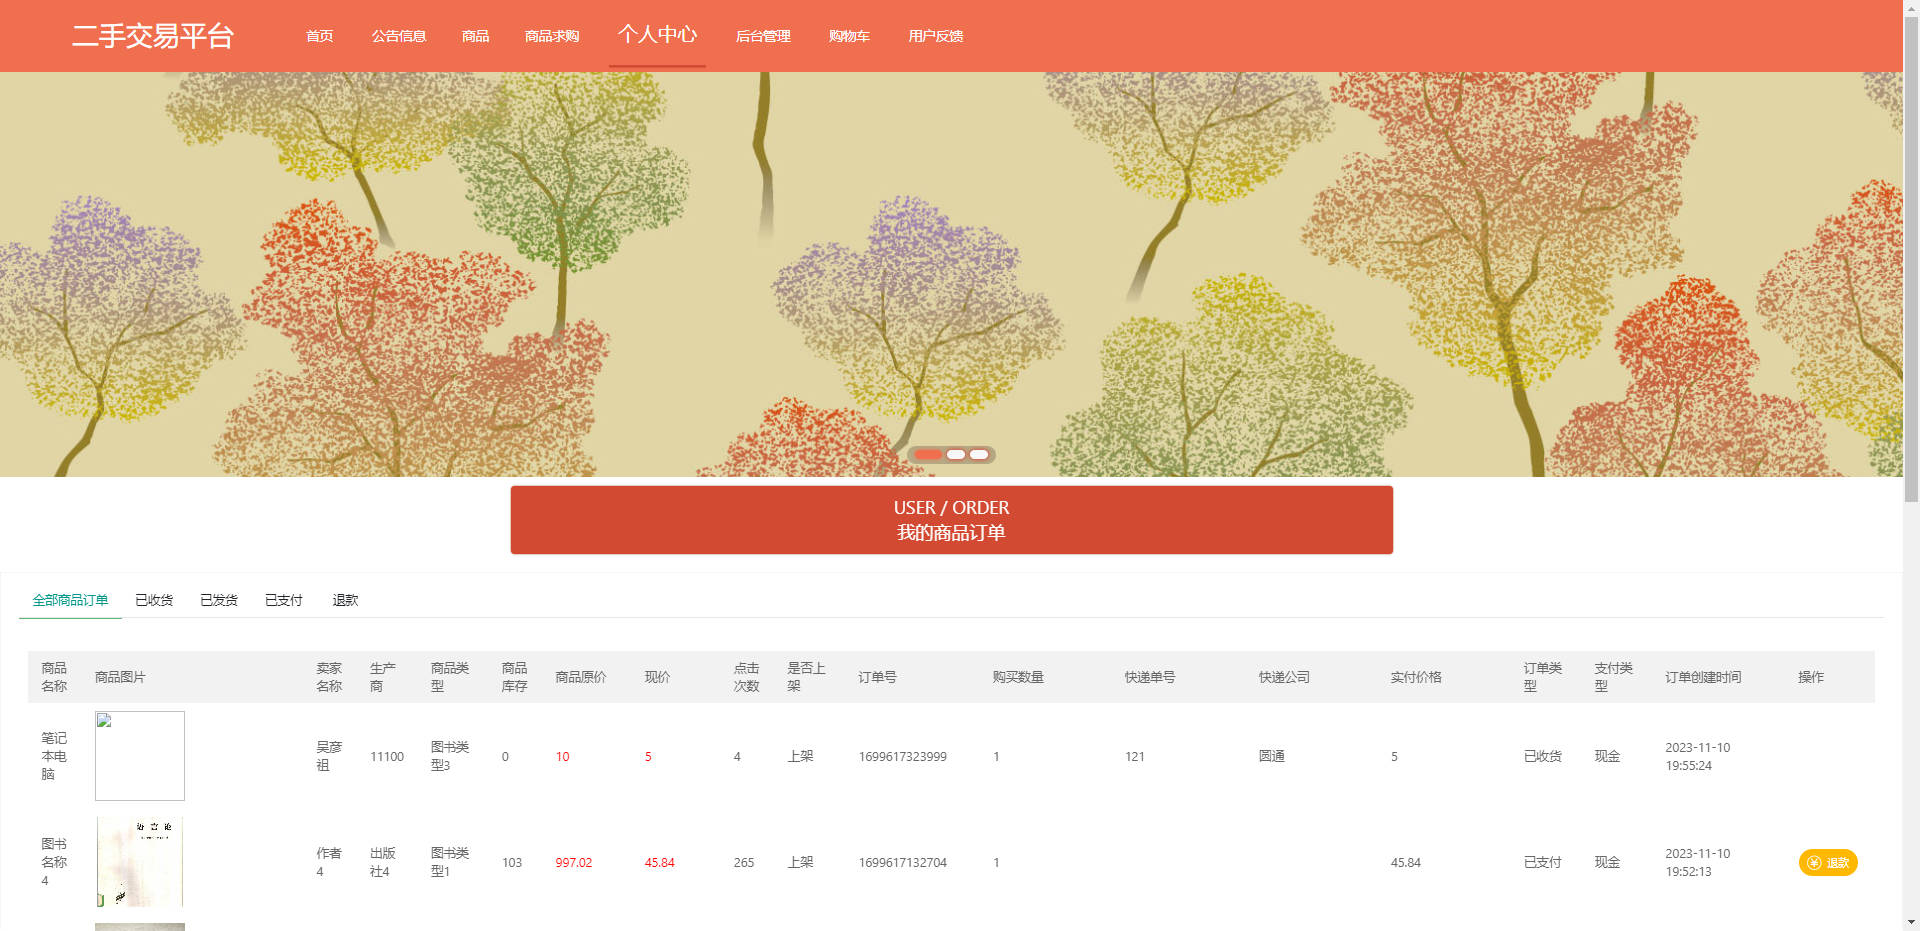 二手交易平台
首页 公告信息 商品 商品求购 个人中心 后台管理 购物车 用户反馈
USER / ORDER
我的商品订单
全部商品订单 已收货 已发货 已支付 退款
商品名称 商品图片 卖家名称 生产商 商品类型 商品库存 商品原价 现价 点击次数 是否上架 订单号 购买数量 快递单号 快递公司 实付价格 订单类型 支付类型 订单创建时间 操作
笔记本电脑 吴彦祖 11100 图书类型3 0 10 5 4 上架 1699617323999 1 121 圆通 5 已收货 现金 2023-11-10 19:55:24
语言论
图书名称4 作者4 出版社4 图书类型1 103 997.02 45.84 265 上架 1699617132704 1 45.84 已支付 现金 2023-11-10 19:52:13 退款